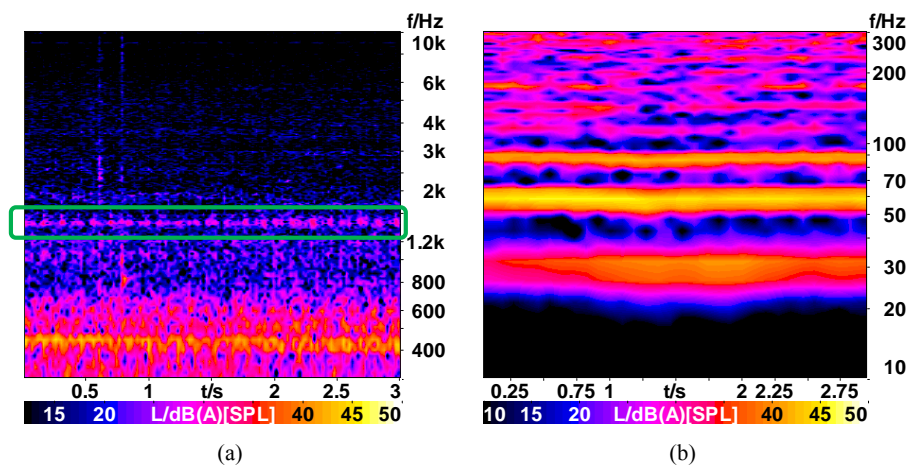 f/Hz
10k
6k
4k
3k
2k
1.2k
800
600
400
0.5 1 t/s 2 2.5 3
15 20 L/dB(A)[SPL] 40 45 50
(a)
f/Hz
300
200
100
70
50
30
20
10
0.25 0.75 1 t/s 2 2.25 2.75
10 15 20 L/dB(A)[SPL] 40 45 50
(b)